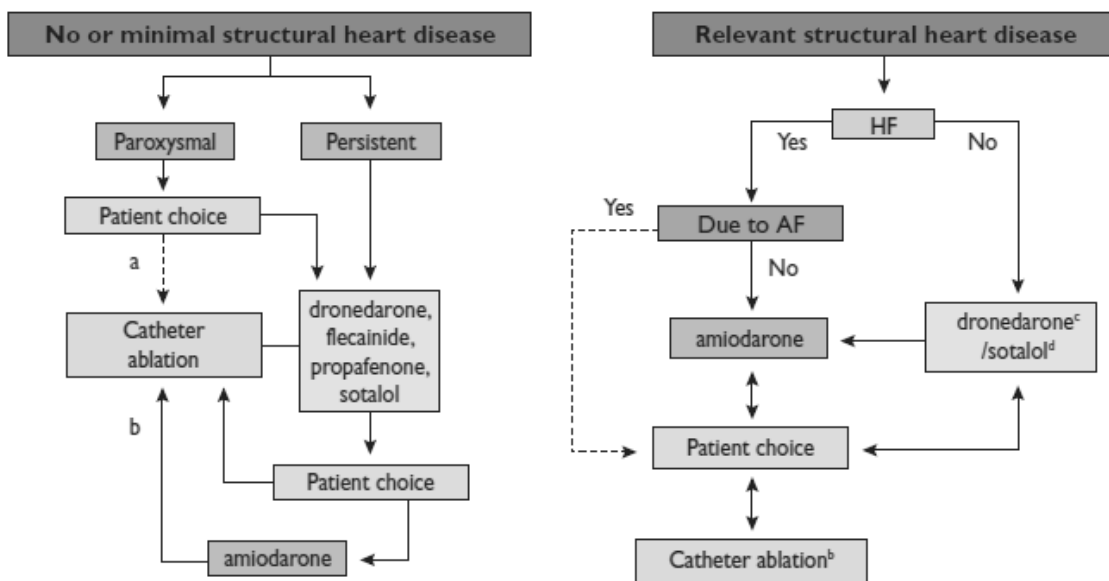 No or minimal structural heart disease
Paroxysmal
Persistent
Patient choice
a
Catheter
ablation
dronedarone,
flecainide,
propafenone,
sotalol
b
Patient choice
amiodarone
Relevant structural heart disease
HF
Yes
No
Yes
Due to AF
No
amiodarone
dronedaroneᶜ
/sotalolᵈ
Patient choice
Catheter ablationᵇ